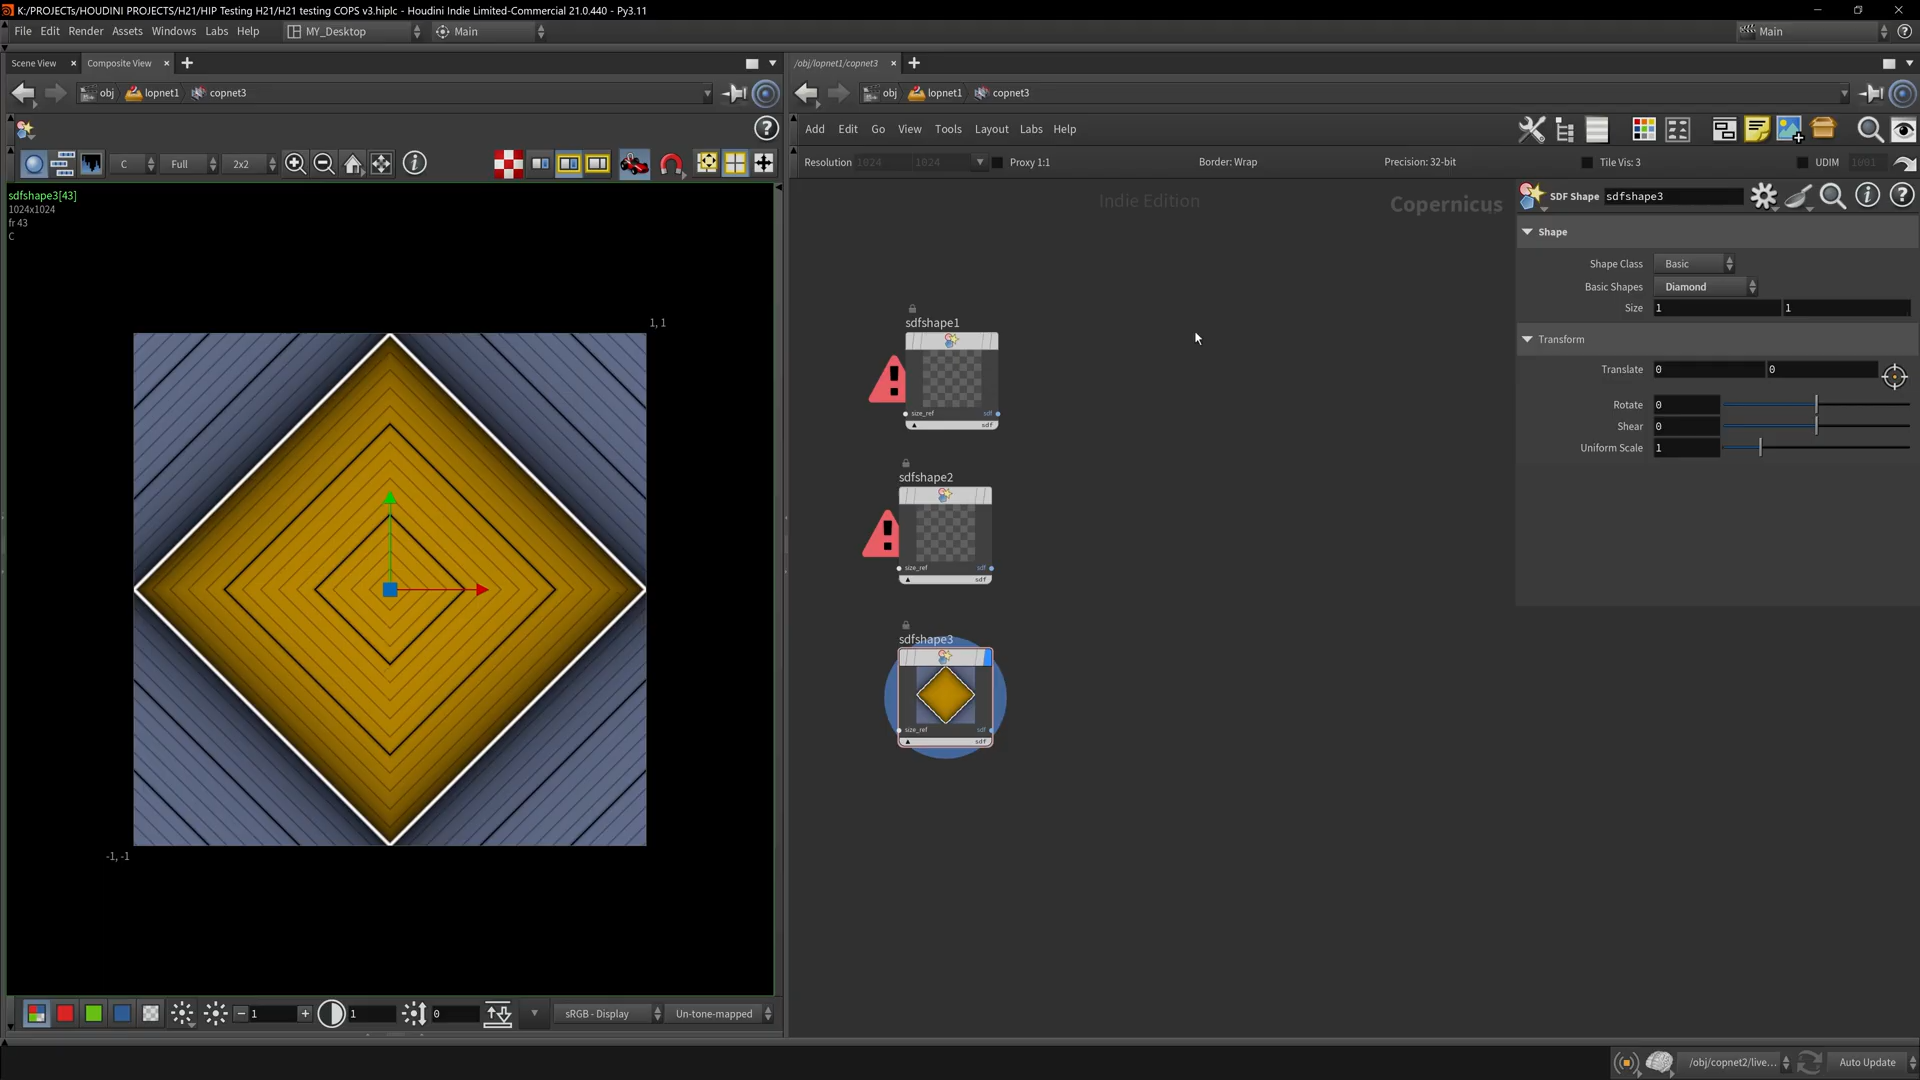 K:/PROJECTs/HOUDINI PROJECTS/H21/HIP Testing H21/H21 testing COPS v3.hiplc - Houdini Indie Limited-Commercial 21.0.440 - Py3.11
File Edit Render Assets Windows Labs Help MY_Desktop Main Main
Scene View Composite View
obj lopnet1 copnet3
C Full 2x2
sdfshape3[43]
1024x1024
fr 43
C
1, 1
-1, -1
1 1 0 sRGB - Display Un-tone-mapped
/obj/lopnet1/copnet3
obj lopnet1 copnet3
Add Edit Go View Tools Layout Labs Help
Resolution 1024 1024 Proxy 1:1 Border: Wrap Precision: 32-bit Tile Vis: 3 UDIM 1001
Indie Edition Copernicus
sdfshape1
size_ref sdf
sdf
sdfshape2
size_ref sdf
sdf
sdfshape3
size_ref sdf
sdf
SDF Shape sdfshape3
Shape
Shape Class Basic
Basic Shapes Diamond
Size 1 1
Transform
Translate 0 0
Rotate 0
Shear 0
Uniform Scale 1
/obj/copnet2/live... Auto Update